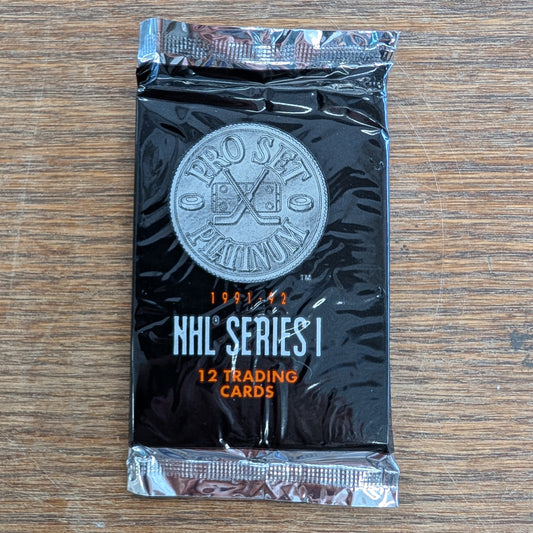 PRO SET
PLATINUM
TM
1991-92
NHL® SERIES I
12 TRADING
CARDS